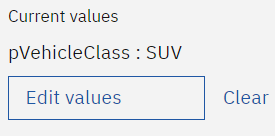 Current values
pVehicleClass : SUV
Edit values Clear